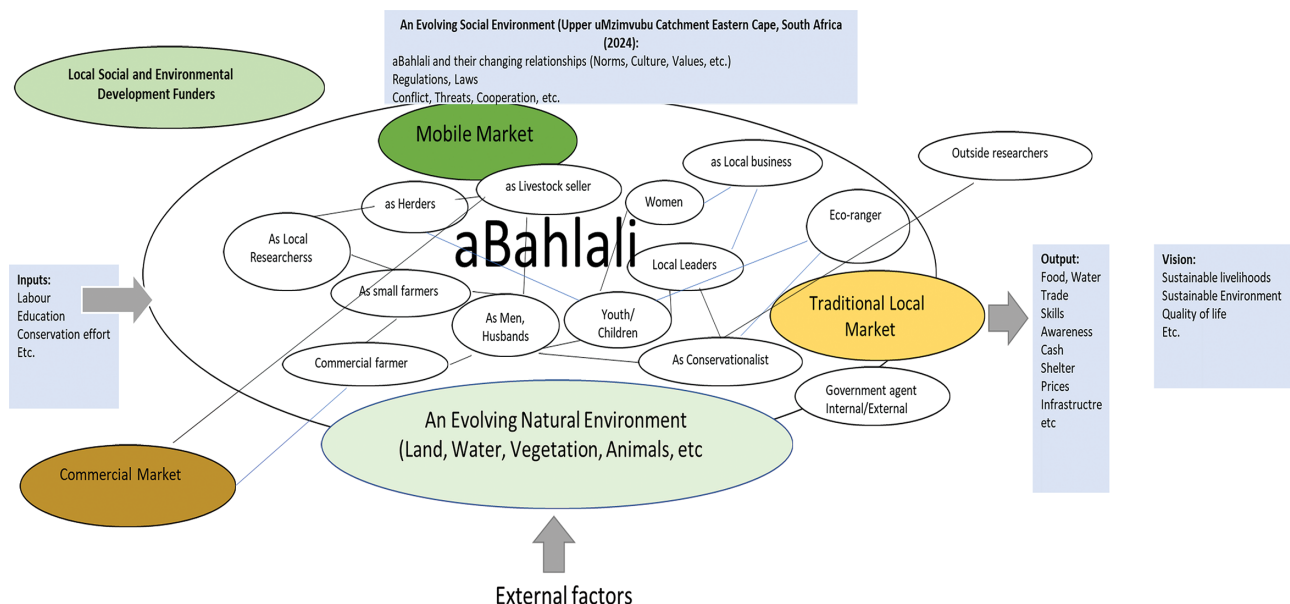 An Evolving Social Environment (Upper uMzimvubu Catchment Eastern Cape, South Africa
(2024):
aBahlali and their changing relationships (Norms, Culture, Values, etc.)
Regulations, Laws
Conflict, Threats, Cooperation, etc.
Local Social and Environmental
Development Funders
Mobile Market
Outside researchers
as Local business
as Livestock seller
as Herders
Women
Eco-ranger
As Local
Researcherss
aBahlali
Local Leaders
Inputs:
Labour
Education
Conservation effort
Etc.
As small farmers
As Men,
Husbands
Youth/
Children
Traditional Local
Market
Commercial farmer
As Conservationalist
Government agent
Internal/External
Output:
Food, Water
Trade
Skills
Awareness
Cash
Shelter
Prices
Infrastructre
etc
Vision:
Sustainable livelihoods
Sustainable Environment
Quality of life
Etc.
An Evolving Natural Environment
(Land, Water, Vegetation, Animals, etc
Commercial Market
External factors